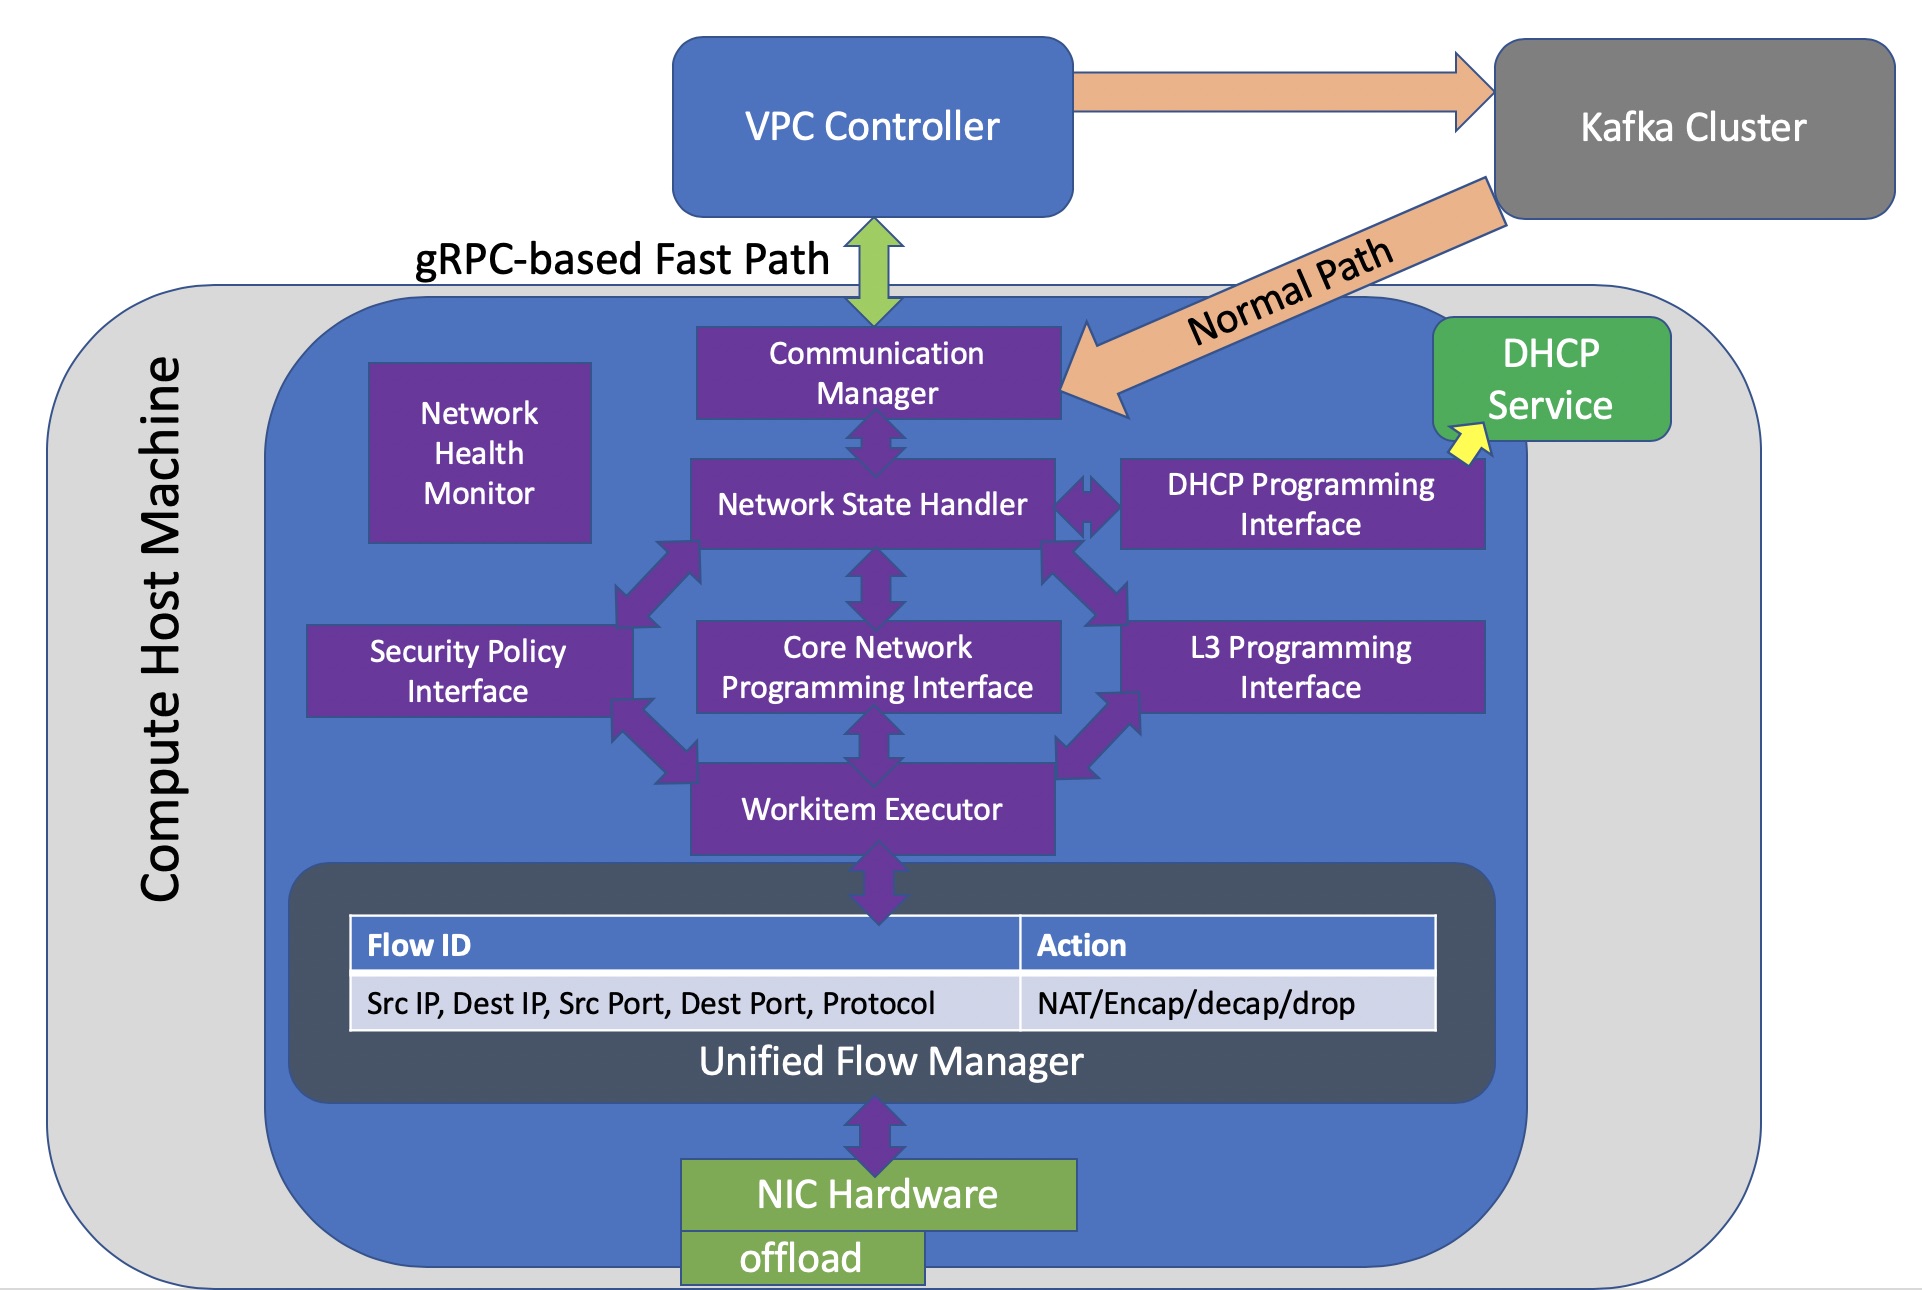 VPC Controller
Kafka Cluster
gRPC-based Fast Path
Normal Path
Compute Host Machine
Communication
Manager
DHCP
Service
Network
Health
Monitor
Network State Handler
DHCP Programming
Interface
Security Policy
Interface
Core Network
Programming Interface
L3 Programming
Interface
Workitem Executor
Flow ID
Action
Src IP, Dest IP, Src Port, Dest Port, Protocol
NAT/Encap/decap/drop
Unified Flow Manager
NIC Hardware
offload